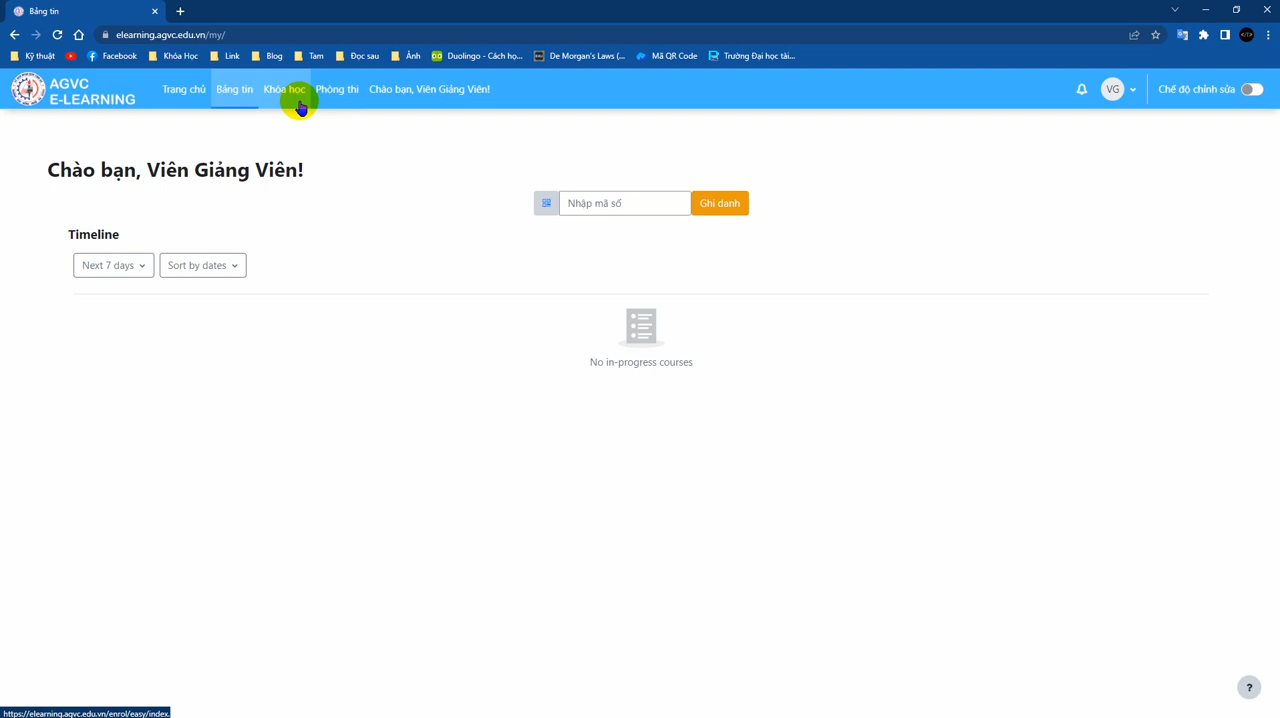 Bảng tin
elearning.agvc.edu.vn/my/
Kỹ thuật Facebook Khóa Học Link Blog Tam Đọc sau Ảnh Duolingo - Cách họ... De Morgan's Laws (... Mã QR Code Trường Đại học tài...
AGVC
E-LEARNING
Trang chủ Bảng tin Khóa học Phòng thi Chào bạn, Viên Giảng Viên! VG Chế độ chỉnh sửa
Chào bạn, Viên Giảng Viên!
Nhập mã số Ghi danh
Timeline
Next 7 days Sort by dates
No in-progress courses
?
https://elearning.agvc.edu.vn/enrol/easy/index.